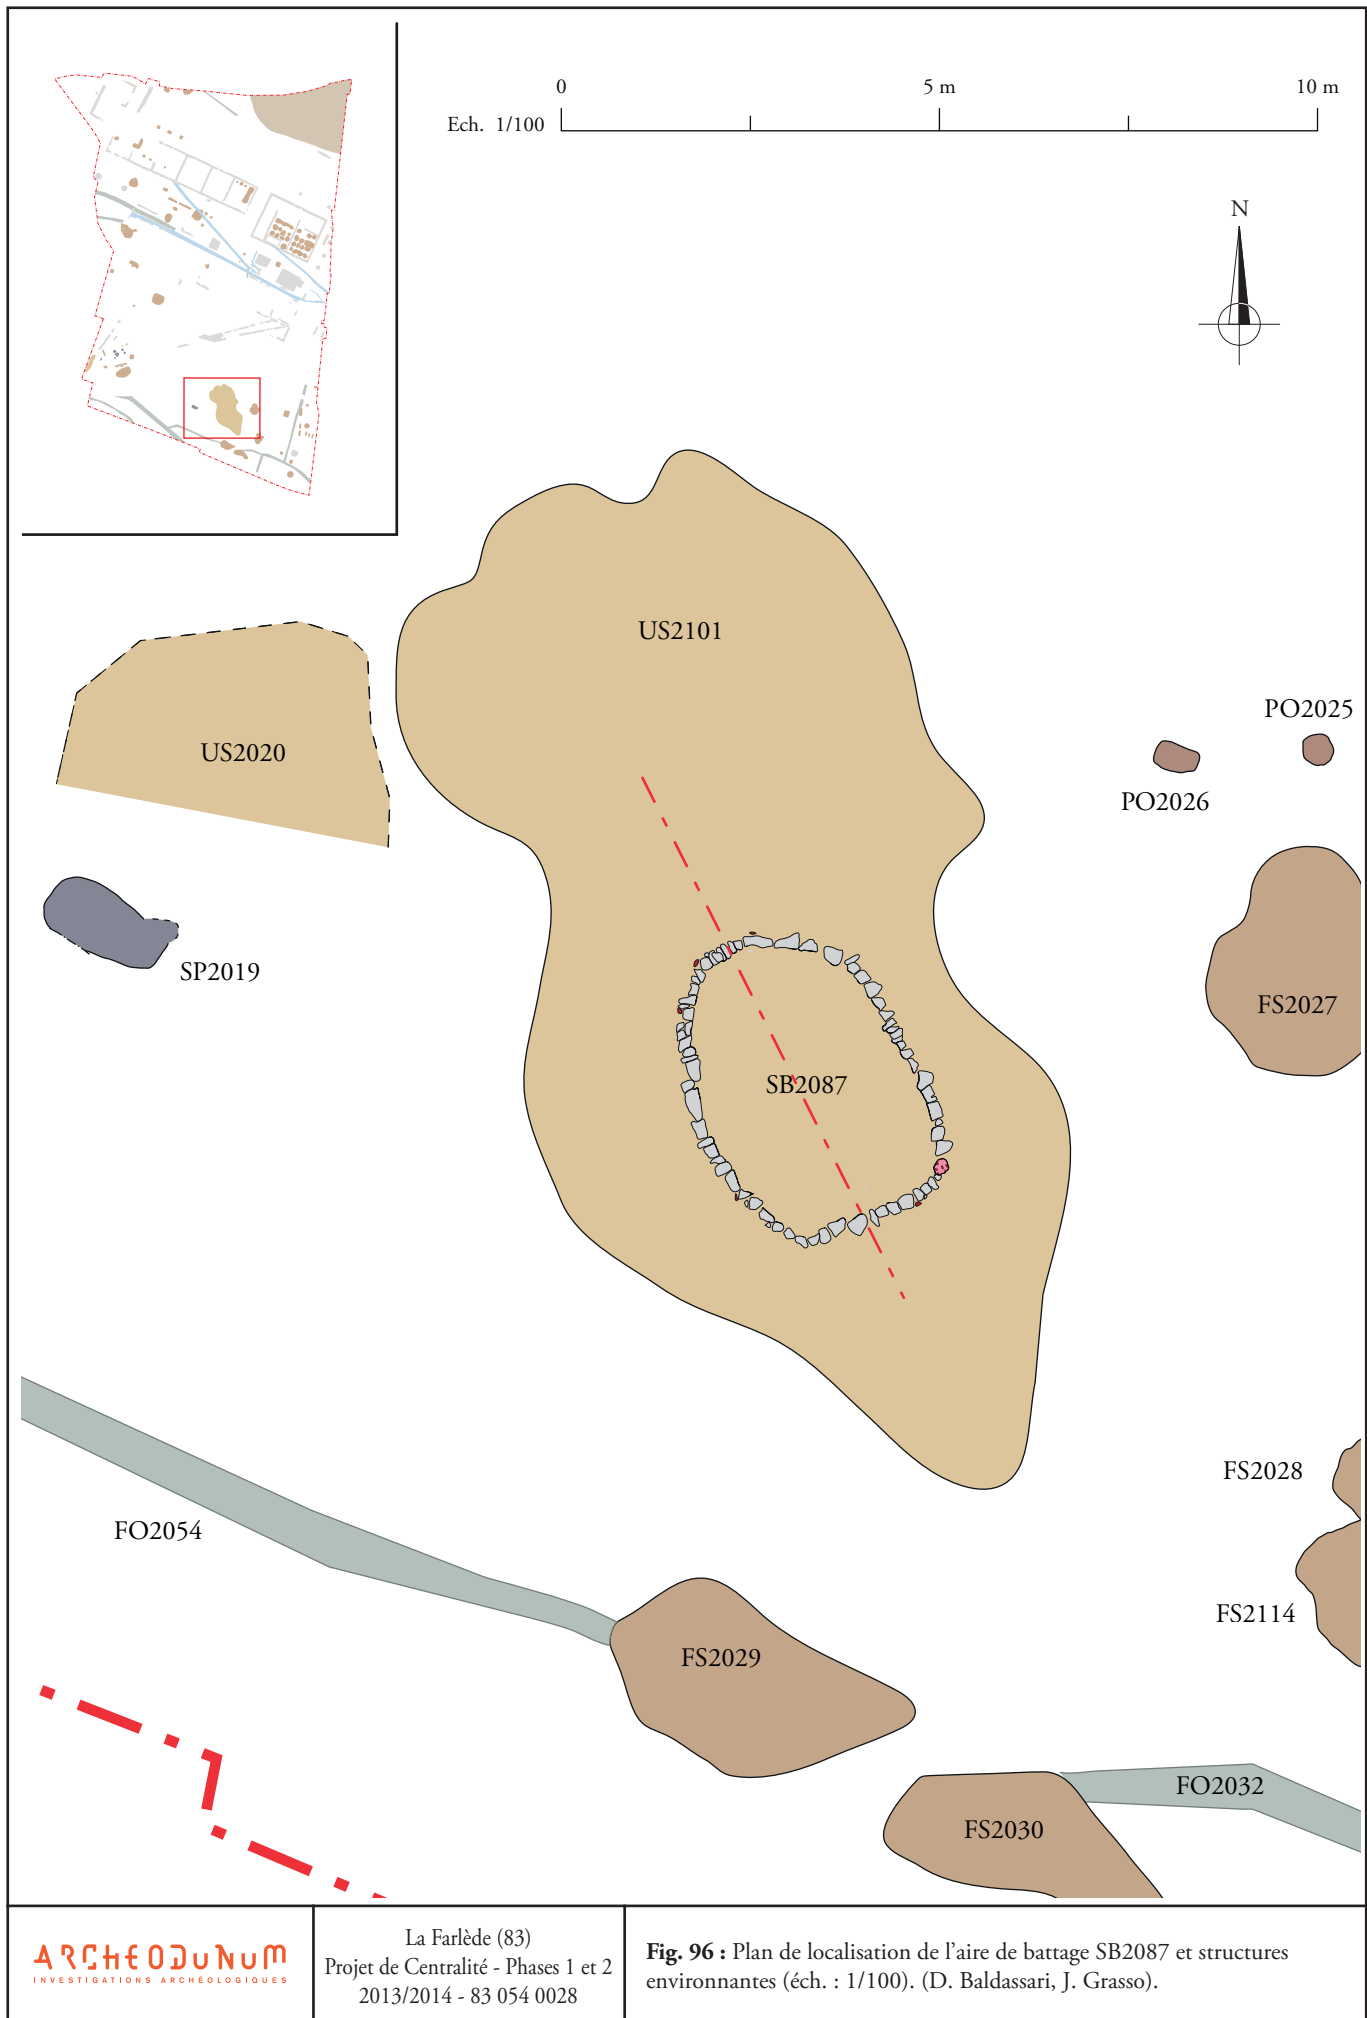 0 5 m 10 m
Ech. 1/100
N
US2101
PO2025
US2020
PO2026
SP2019
FS2027
SB2087
FS2028
FO2054
FS2114
FS2029
FO2032
FS2030
ARCHEODUNUM
INVESTIGATIONS ARCHÉOLOGIQUES
La Farlède (83)
Projet de Centralité - Phases 1 et 2
2013/2014 - 83 054 0028
Fig. 96 : Plan de localisation de l'aire de battage SB2087 et structures
environnantes (éch. : 1/100). (D. Baldassari, J. Grasso).